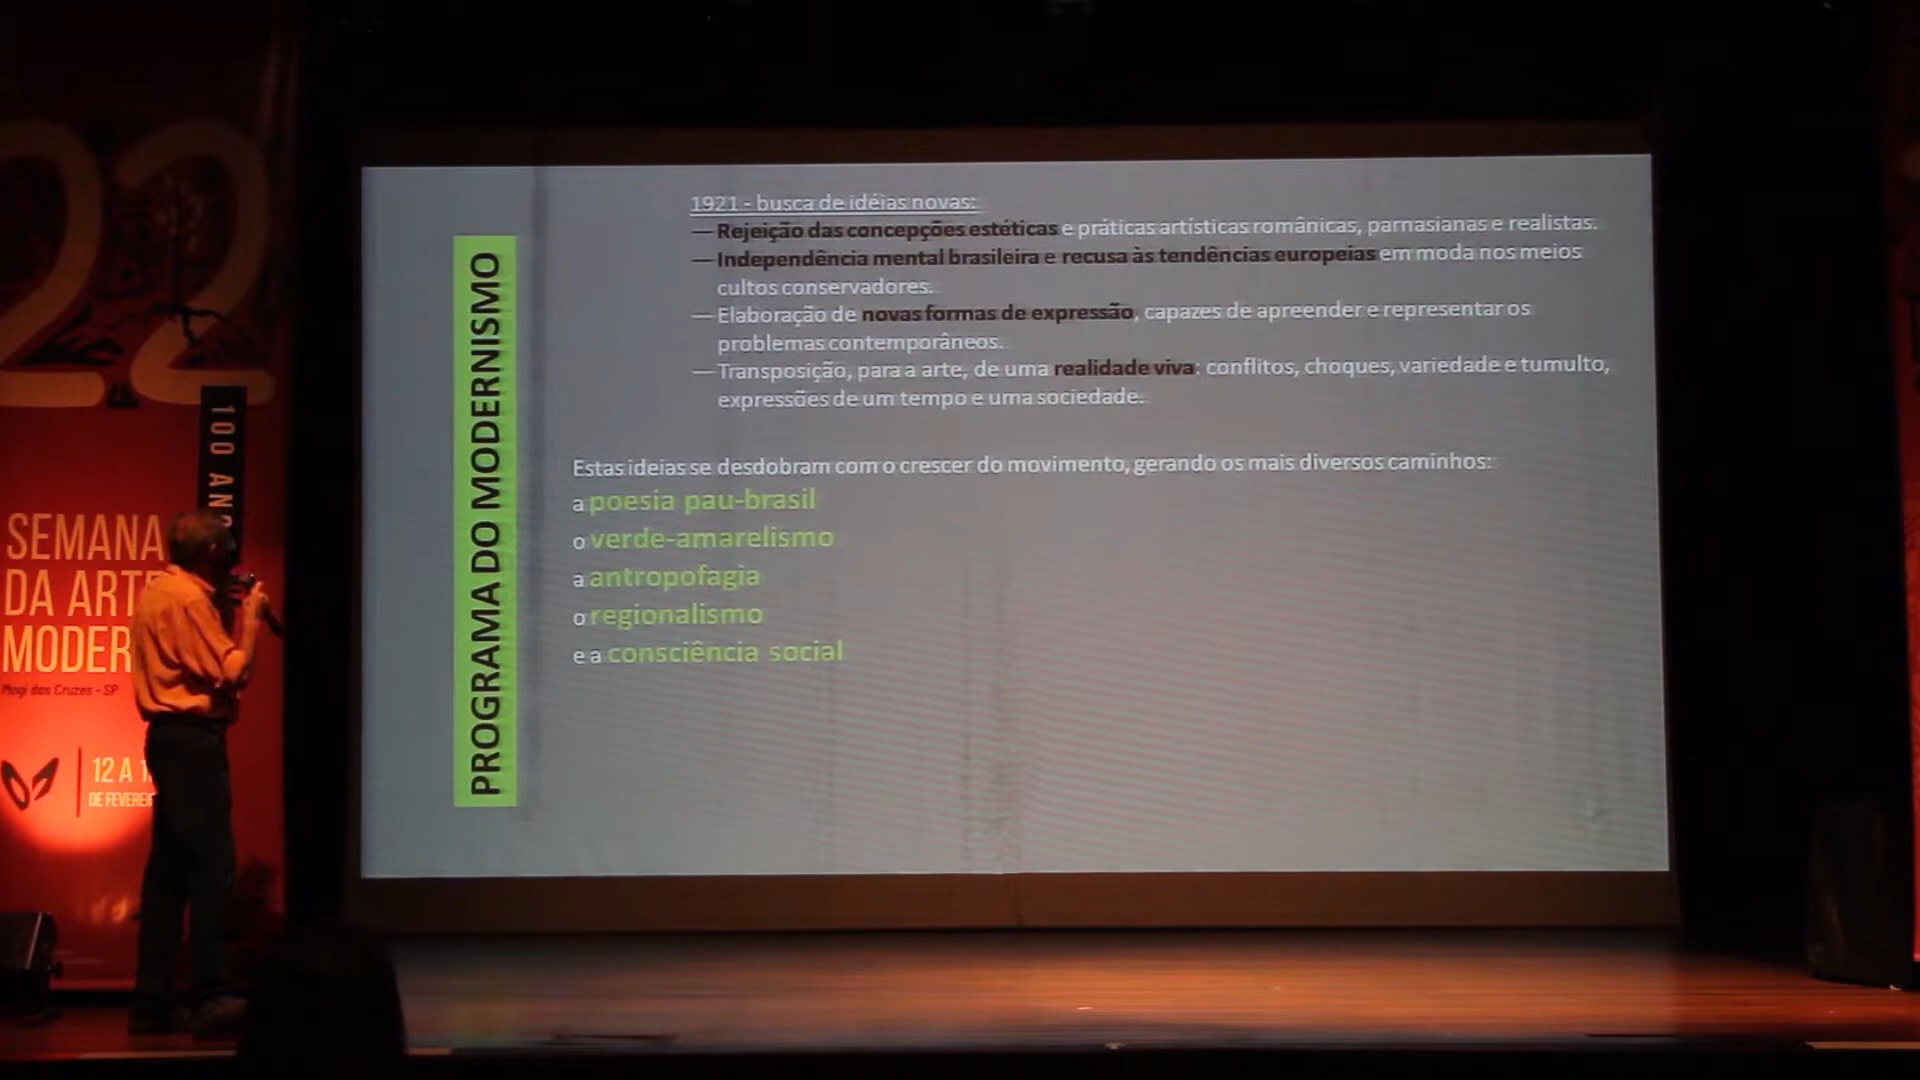 22
100
SEMANA
DA ARTE
MODER
Mogi das Cruzes - SP
12 A
DE FEVEREI
PROGRAMA DO MODERNISMO
1921 - busca de idéias novas:
— Rejeição das concepções estéticas e práticas artísticas românicas, parnasianas e realistas.
— Independência mental brasileira e recusa às tendências europeias em moda nos meios
cultos conservadores.
— Elaboração de novas formas de expressão, capazes de apreender e representar os
problemas contemporâneos.
— Transposição, para a arte, de uma realidade viva: conflitos, choques, variedade e tumulto,
expressões de um tempo e uma sociedade.
Estas ideias se desdobram com o crescer do movimento, gerando os mais diversos caminhos:
a poesia pau-brasil
o verde-amarelismo
a antropofagia
o regionalismo
e a consciência social